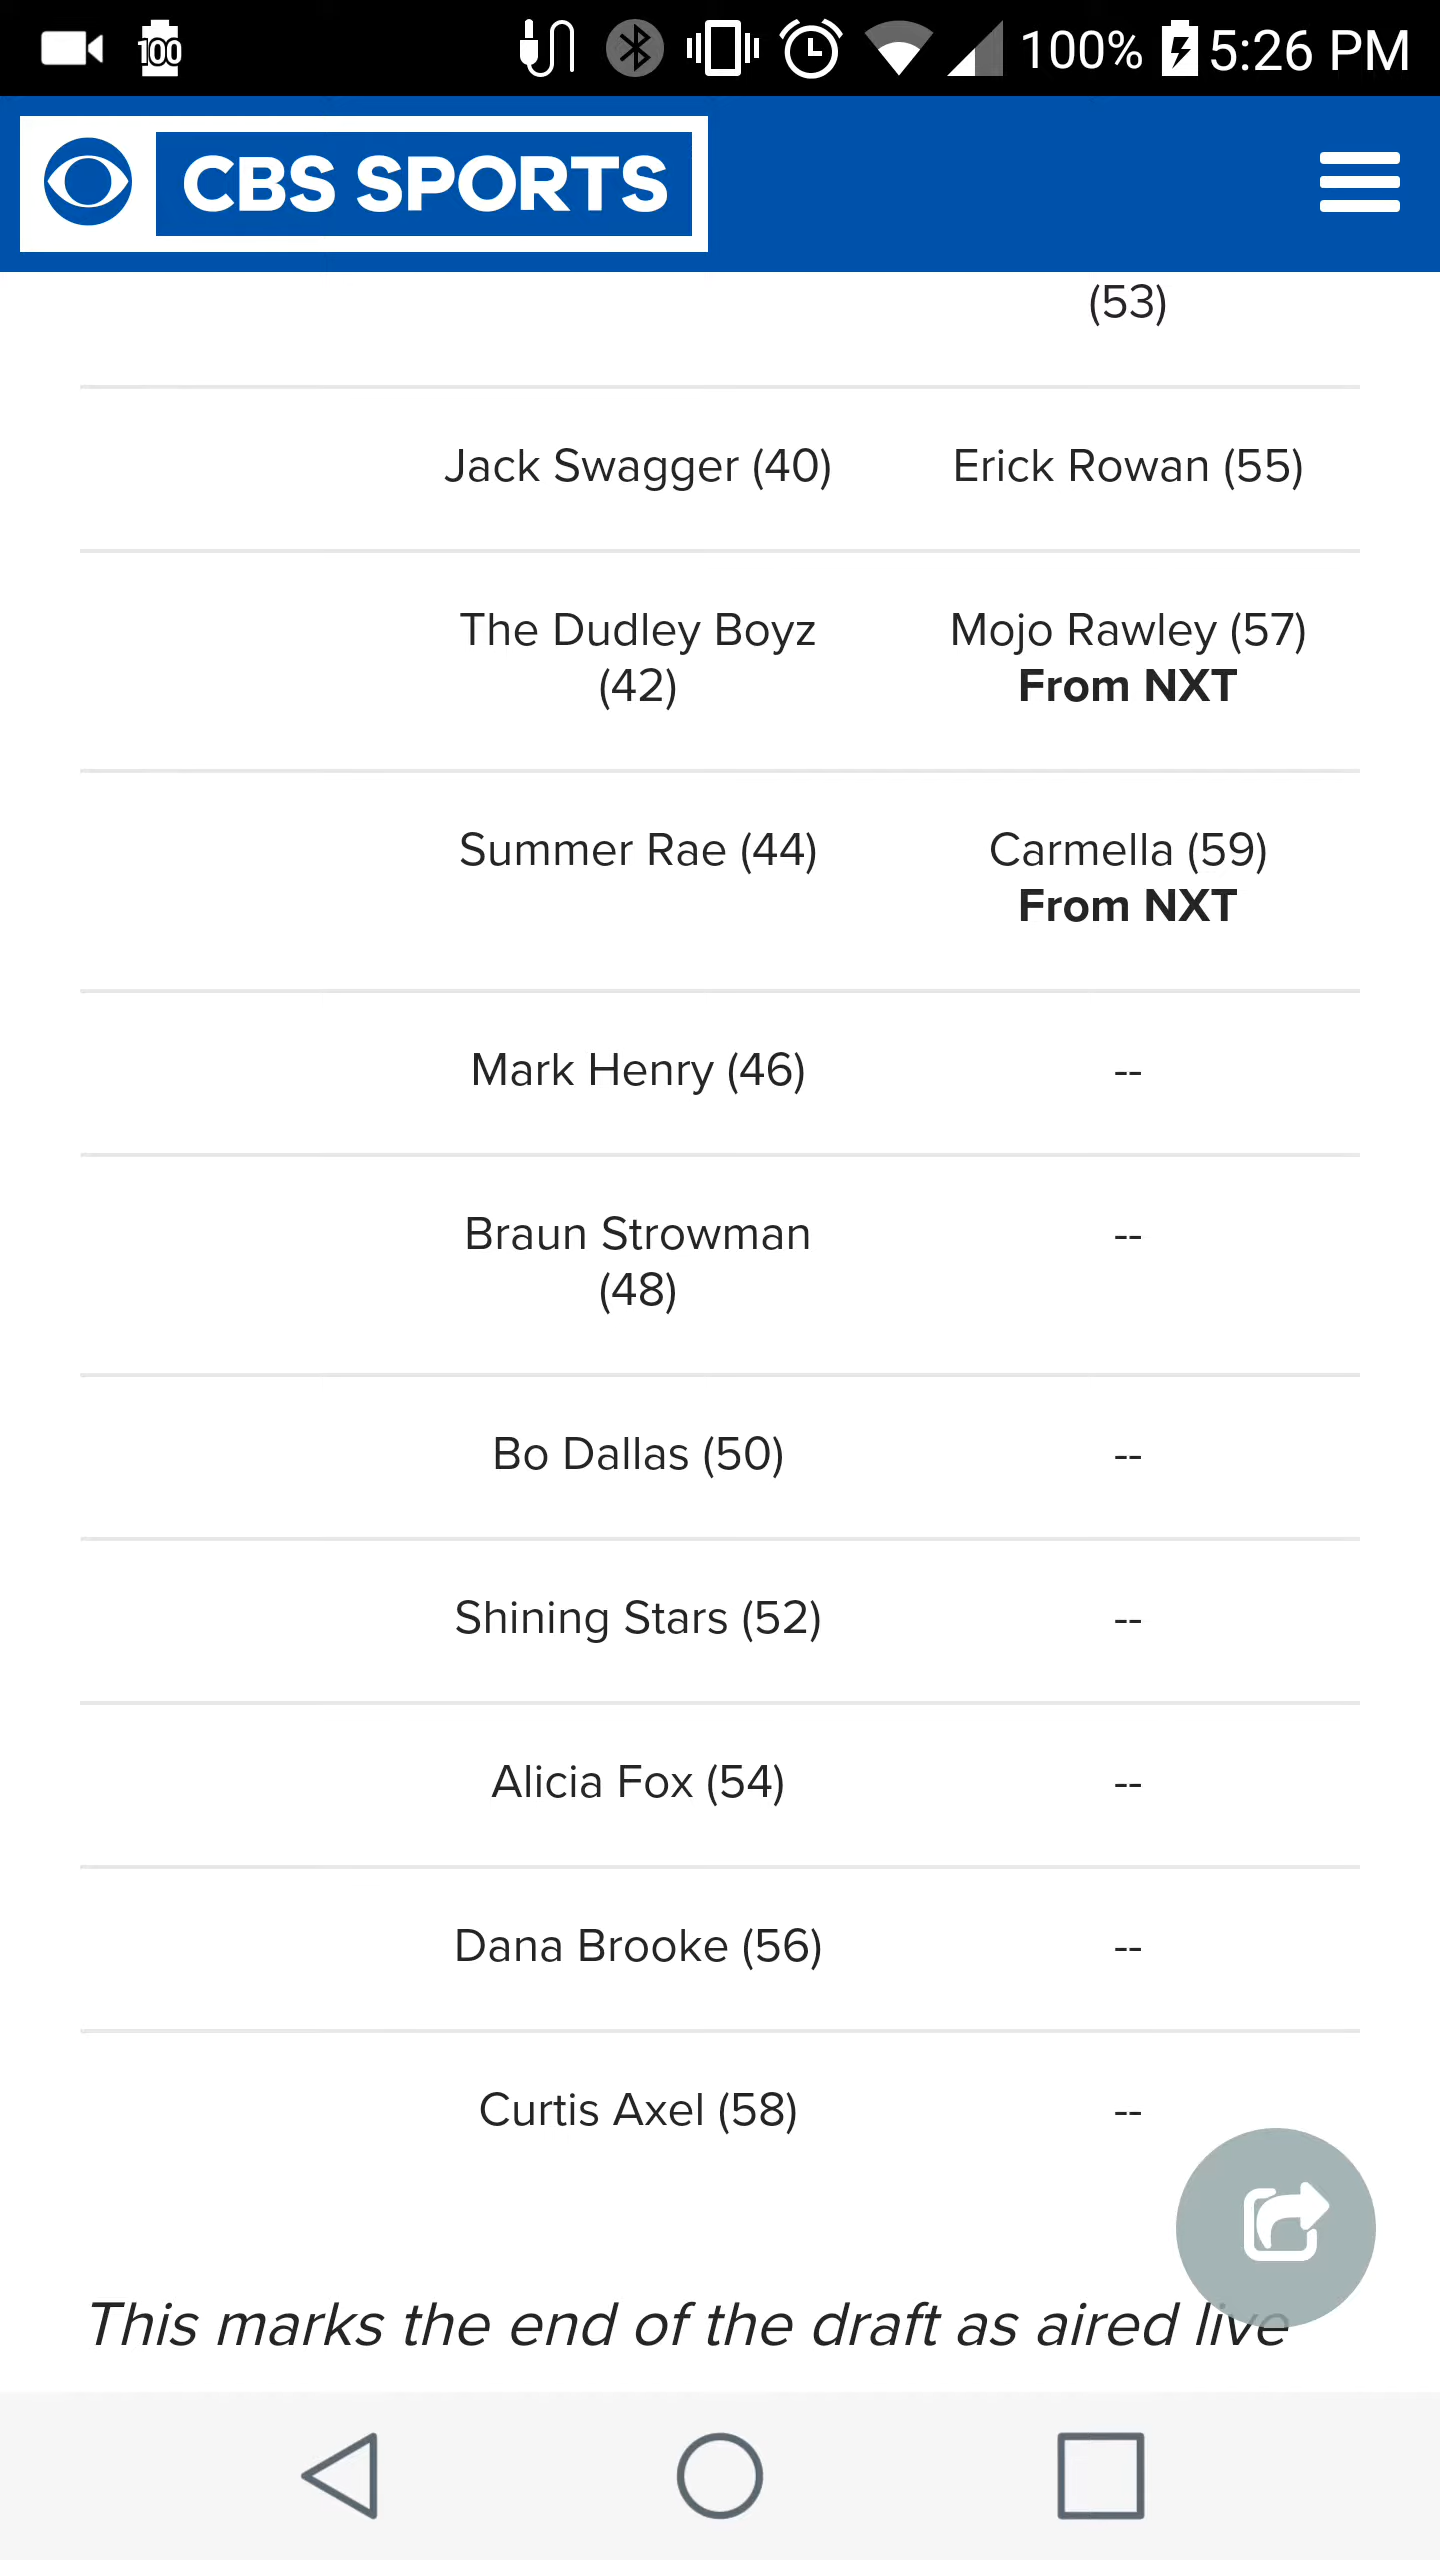 100 100% 5:26 PM
CBS SPORTS
(53)
Jack Swagger (40) Erick Rowan (55)
The Dudley Boyz Mojo Rawley (57)
(42) From NXT
Summer Rae (44) Carmella (59)
From NXT
Mark Henry (46) --
Braun Strowman --
(48)
Bo Dallas (50) --
Shining Stars (52) --
Alicia Fox (54) --
Dana Brooke (56) --
Curtis Axel (58) --
This marks the end of the draft as aired live